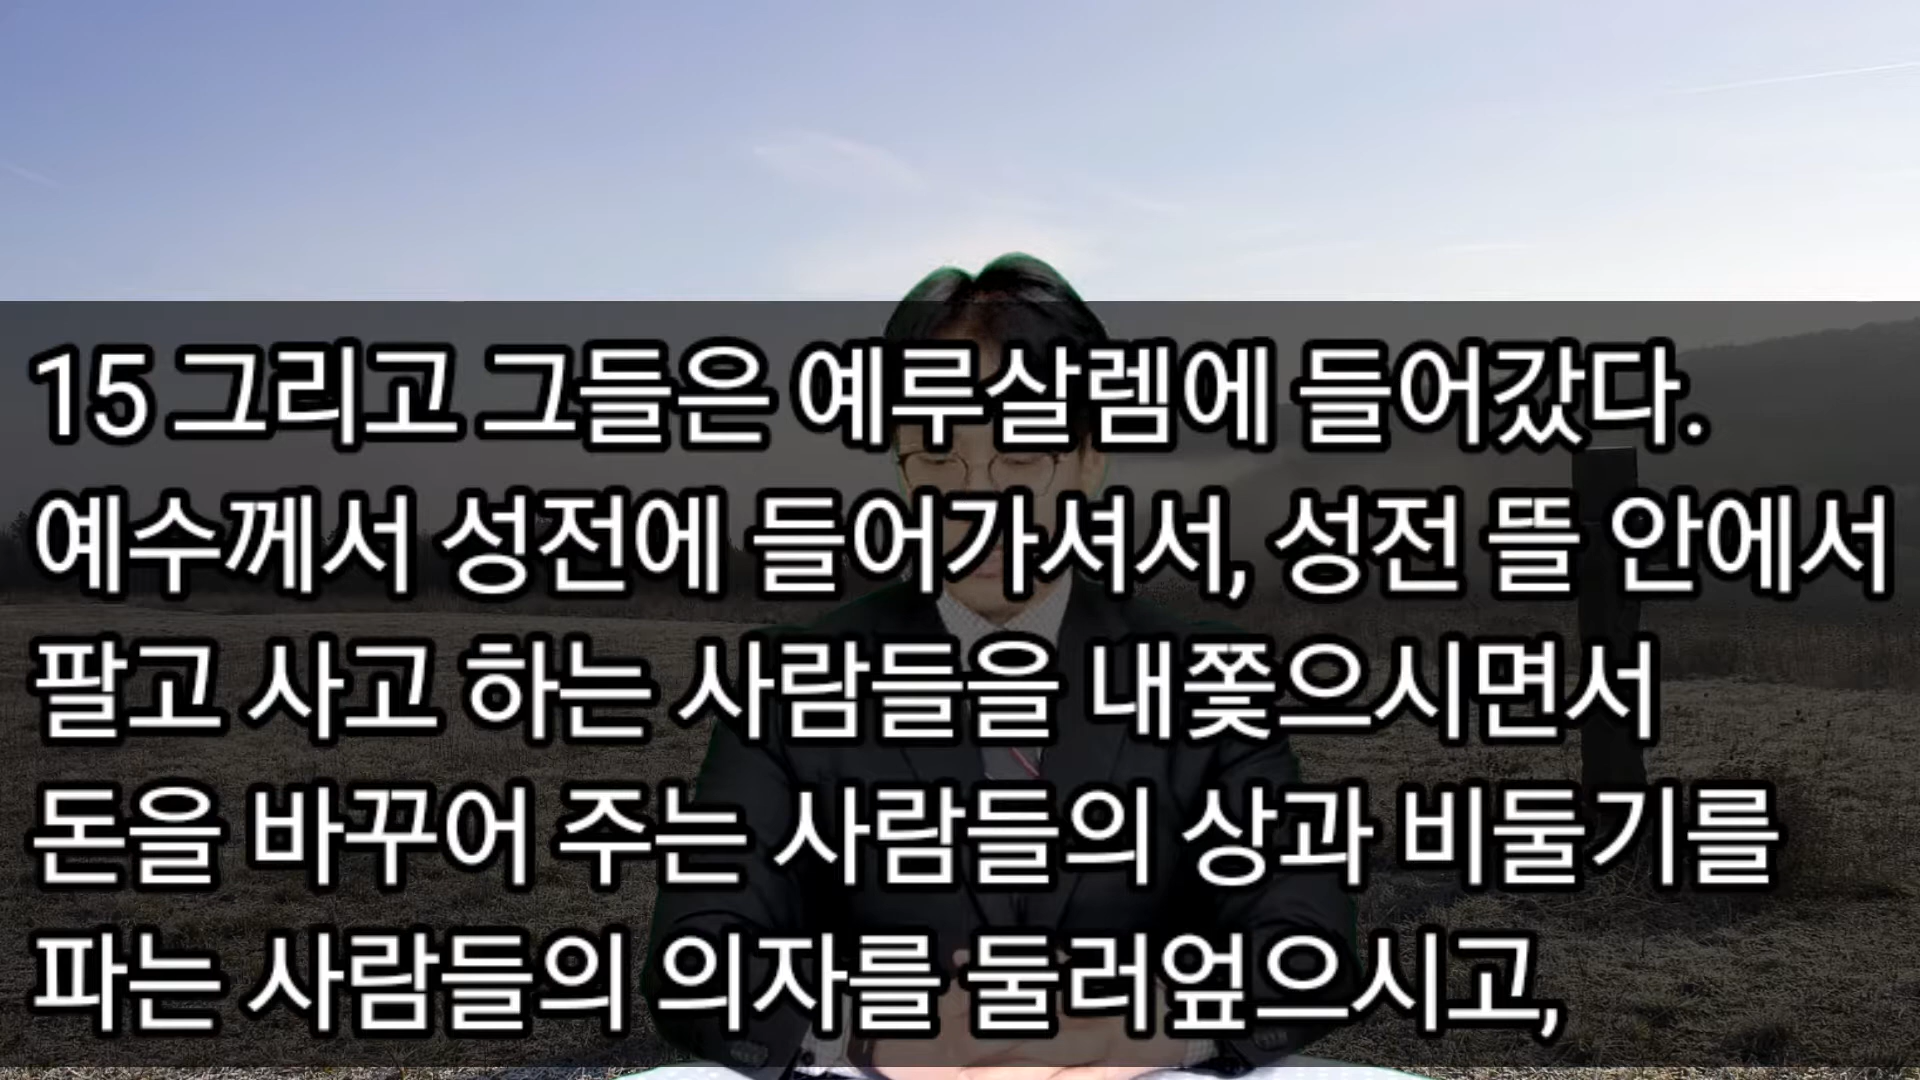 15 그리고 그들은 예루살렘에 들어갔다.
예수께서 성전에 들어가셔서, 성전 뜰 안에서
팔고 사고 하는 사람들을 내쫓으시면서
돈을 바꾸어 주는 사람들의 상과 비둘기를
파는 사람들의 의자를 둘러엎으시고,